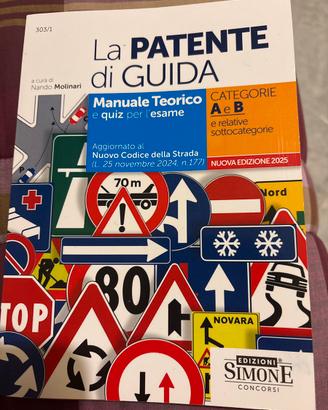 303/1
La PATENTE
di GUIDA
a cura di
Nando Molinari
Manuale Teorico
e quiz per l'esame
CATEGORIE
A e B
e relative
sottocategorie
Aggiornato al
Nuovo Codice della Strada
(L. 25 novembre 2024, n.177)
NUOVA EDIZIONE 2025
70 m
Nord
80
STOP
NOVARA
EDIZIONI
SIMONE
CONCORSI